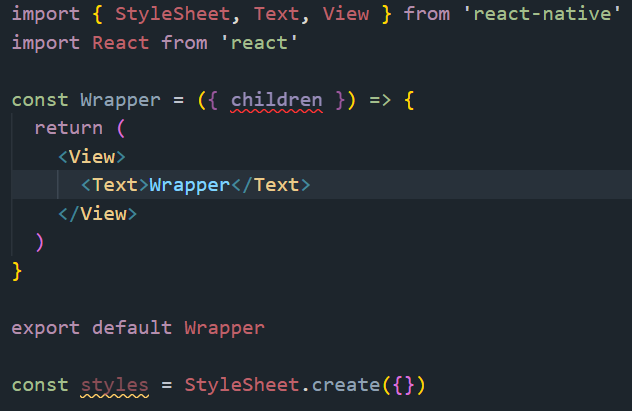 import { StyleSheet, Text, View } from 'react-native'
import React from 'react'

const Wrapper = ({ children }) => {
  return (
    <View>
      <Text>Wrapper</Text>
    </View>
  )
}

export default Wrapper

const styles = StyleSheet.create({})